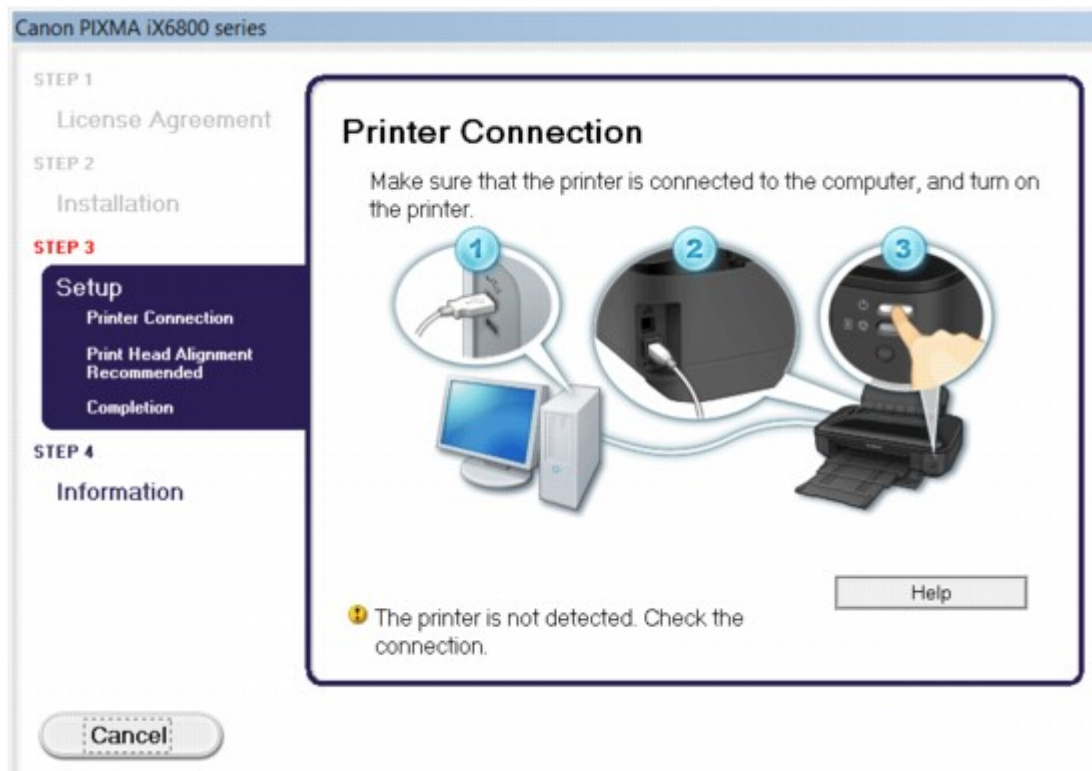 Canon PIXMA iX6800 series
STEP 1
License Agreement
STEP 2
Installation
STEP 3
Setup
Printer Connection
Print Head Alignment
Recommended
Completion
STEP 4
Information
Printer Connection
Make sure that the printer is connected to the computer, and turn on
the printer.
1
2
3
Help
The printer is not detected. Check the
connection.
Cancel